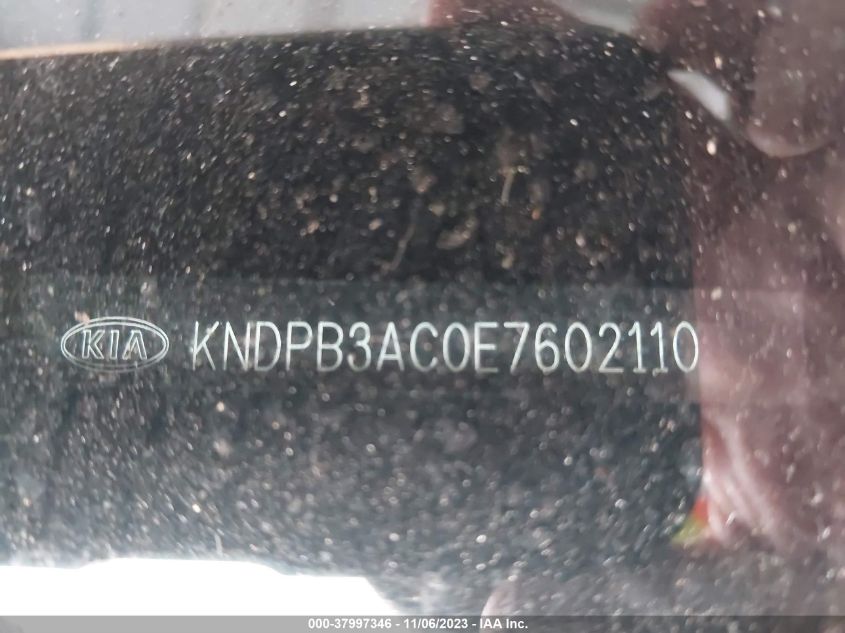 KIA KNDPB3AC0E7602110
000-37997346 - 11/06/2023 - IAA Inc.